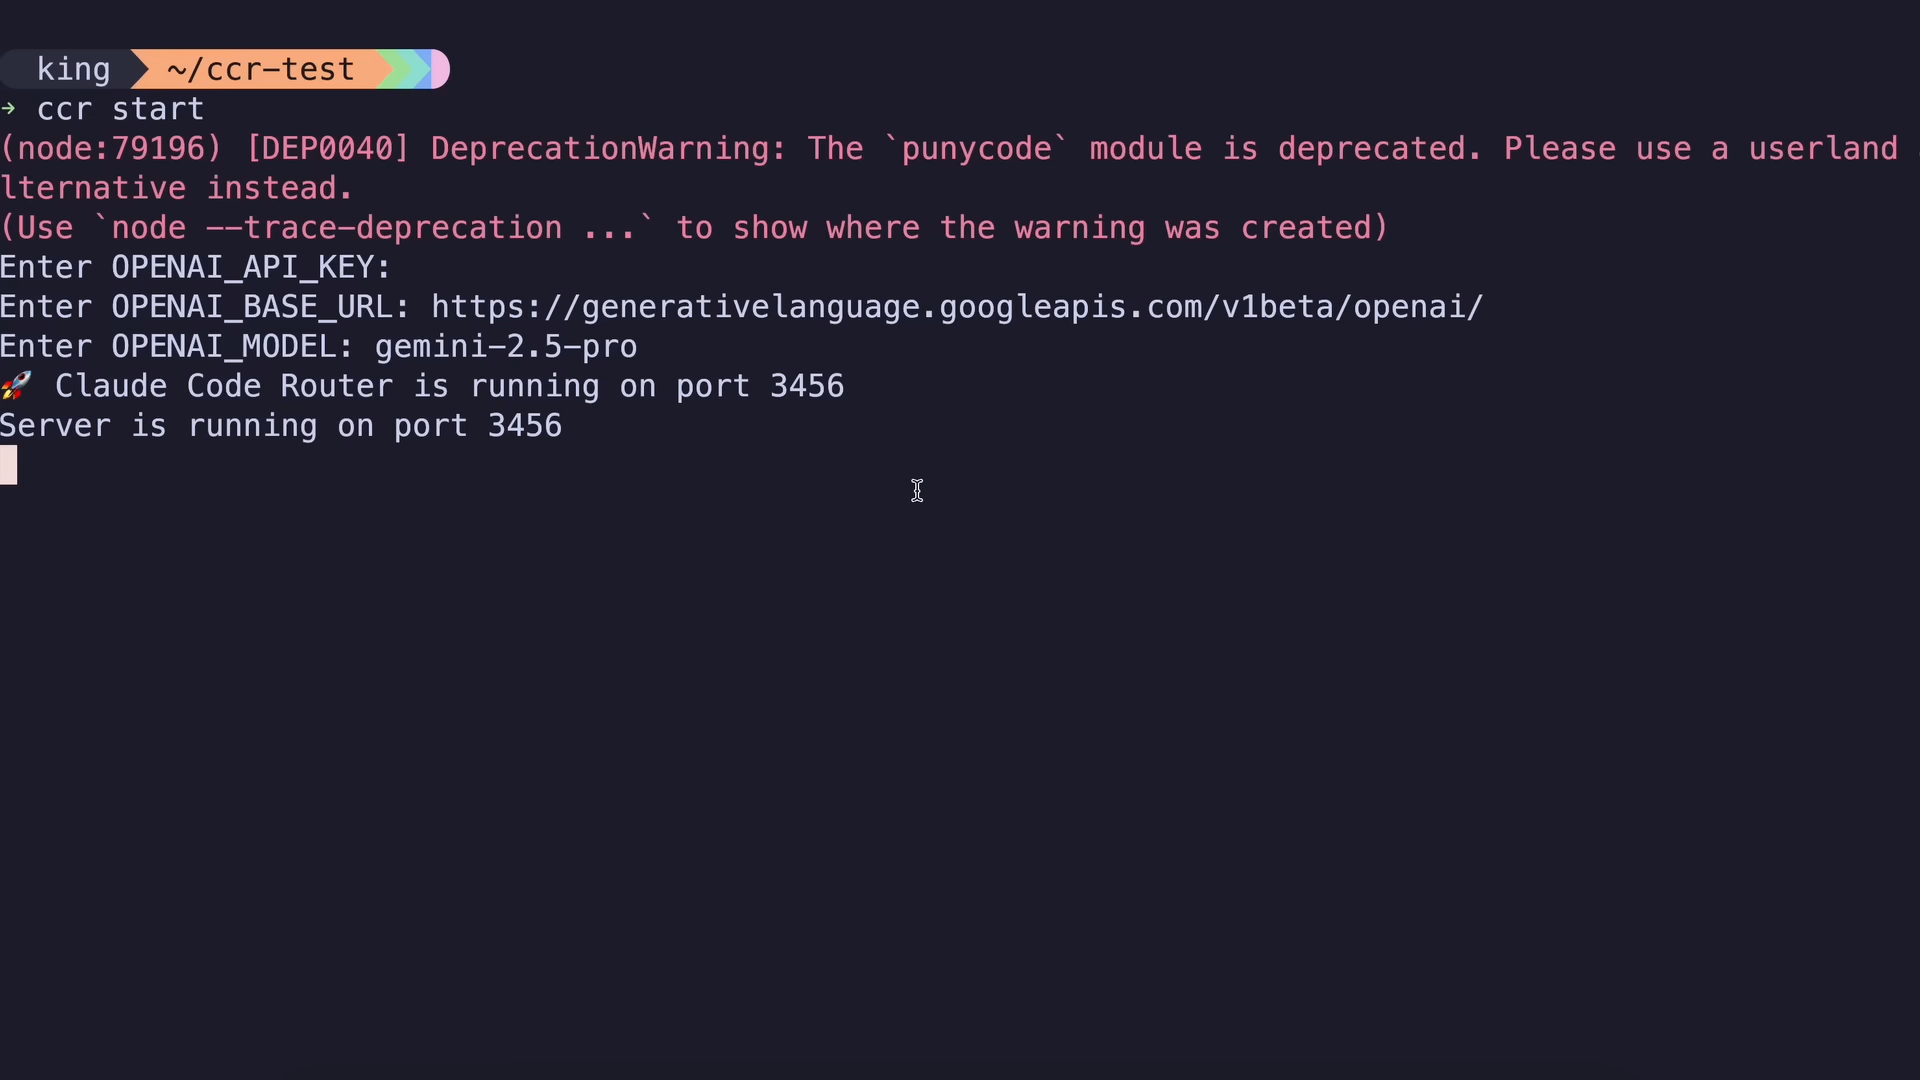 king ~/ccr-test
→ ccr start
(node:79196) [DEP0040] DeprecationWarning: The `punycode` module is deprecated. Please use a userland
lternative instead.
(Use `node --trace-deprecation ...` to show where the warning was created)
Enter OPENAI_API_KEY:
Enter OPENAI_BASE_URL: https://generativelanguage.googleapis.com/v1beta/openai/
Enter OPENAI_MODEL: gemini-2.5-pro
🚀 Claude Code Router is running on port 3456
Server is running on port 3456